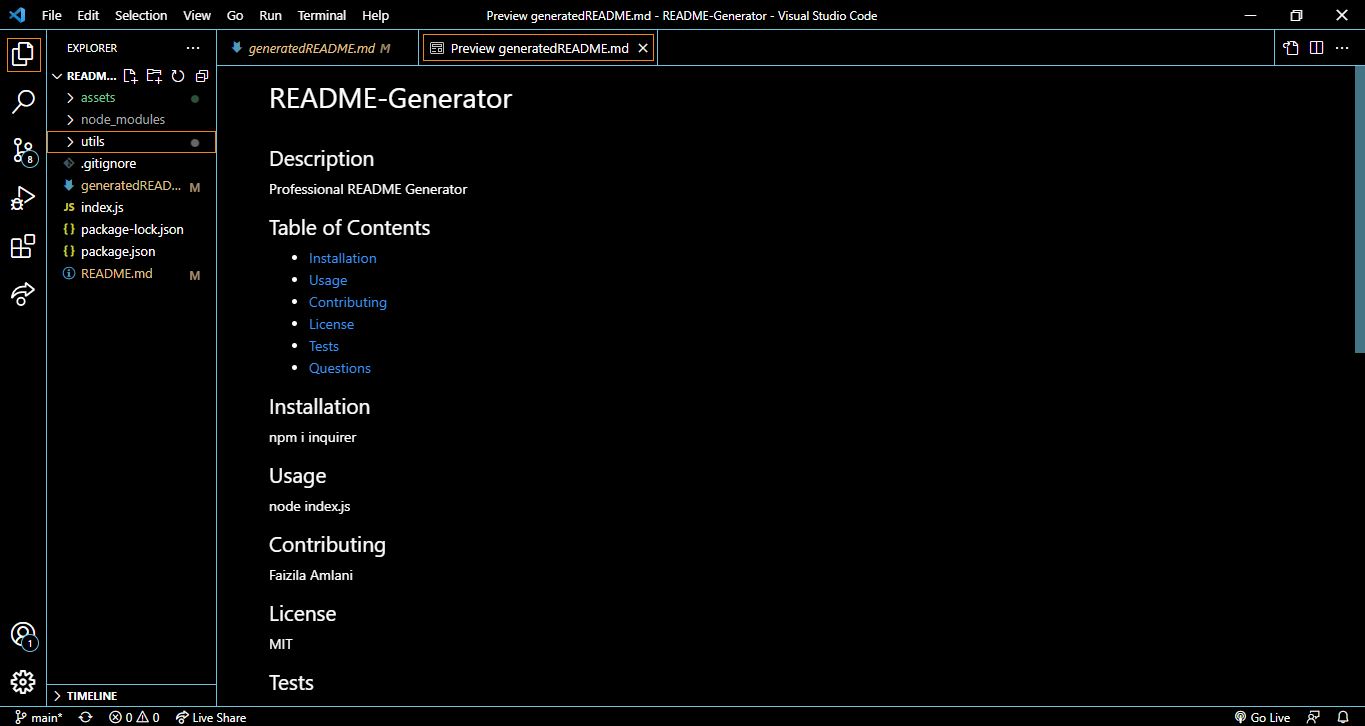 File Edit Selection View Go Run Terminal Help Preview generatedREADME.md - README-Generator - Visual Studio Code
EXPLORER
generatedREADME.md M
Preview generatedREADME.md
READM...
assets
node_modules
utils
.gitignore
generatedREAD... M
JS index.js
{} package-lock.json
{} package.json
README.md M
8
1
TIMELINE
README-Generator
Description
Professional README Generator
Table of Contents
• Installation
• Usage
• Contributing
• License
• Tests
• Questions
Installation
npm i inquirer
Usage
node index.js
Contributing
Faizila Amlani
License
MIT
Tests
main* 0 0 Live Share Go Live